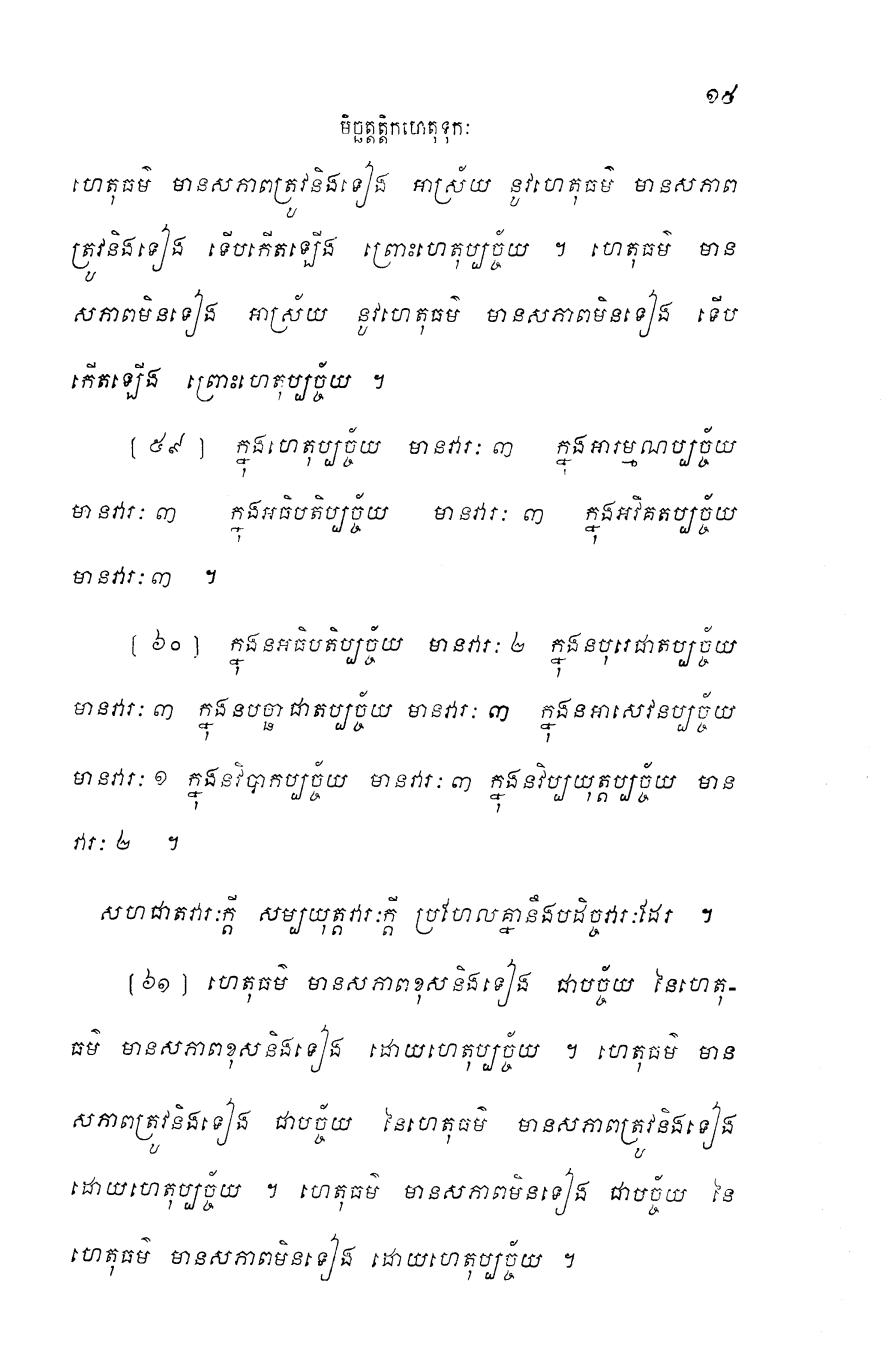 ១៥
មិច្ឆត្តត្តិកហេតុទុកៈ
ហេតុធម៌ មានសភាពត្រូវនិងទៀង អាស្រ័យ នូវហេតុធម៌ មានសភាព
ត្រូវនិងទៀង ទើបកើតឡើង ព្រោះហេតុប្បច្ច័យ ។ ហេតុធម៌ មាន
សភាពមិនទៀង អាស្រ័យ នូវហេតុធម៌ មានសភាពមិនទៀង ទើប
កើតឡើង ព្រោះហេតុប្បច្ច័យ ។
[ ៥៩ ] ក្នុងហេតុប្បច្ច័យ មានវារៈ ៣ ក្នុងអារម្មណប្បច្ច័យ
មានវារៈ ៣ ក្នុងអធិបតិប្បច្ច័យ មានវារៈ ៣ ក្នុងអវិគតប្បច្ច័យ
មានវារៈ ៣ ។
[ ៦០ ] ក្នុងនអធិបតិប្បច្ច័យ មានវារៈ ២ ក្នុងនបុរេជាតប្បច្ច័យ
មានវារៈ ៣ ក្នុងនបច្ឆាជាតប្បច្ច័យ មានវារៈ ៣ ក្នុងនអាសេវនប្បច្ច័យ
មានវារៈ ១ ក្នុងនវិបាកប្បច្ច័យ មានវារៈ ៣ ក្នុងនវិប្បយុត្តប្បច្ច័យ មាន
វារៈ ២ ។
សហជាតវារៈក្តី សម្បយុត្តវារៈក្តី ប្រហែលគ្នានឹងបដិច្ចវារៈដែរ ។
[ ៦១ ] ហេតុធម៌ មានសភាពខុសនិងទៀង ជាបច្ច័យ នៃហេតុ-
ធម៌ មានសភាពខុសនិងទៀង ដោយហេតុប្បច្ច័យ ។ ហេតុធម៌ មាន
សភាពត្រូវនិងទៀង ជាបច្ច័យ នៃហេតុធម៌ មានសភាពត្រូវនិងទៀង
ដោយហេតុប្បច្ច័យ ។ ហេតុធម៌ មានសភាពមិនទៀង ជាបច្ច័យ នៃ
ហេតុធម៌ មានសភាពមិនទៀង ដោយហេតុប្បច្ច័យ ។